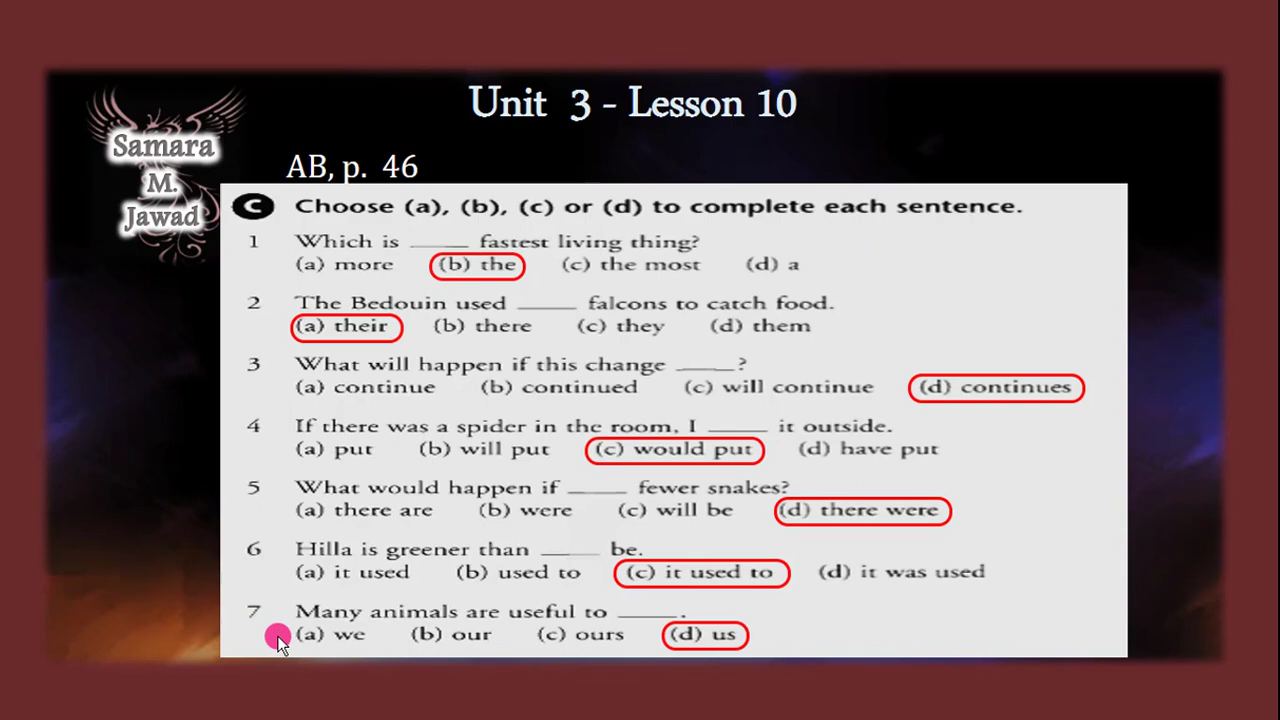 Unit 3 - Lesson 10
Samara
M.
Jawad
AB, p. 46
C Choose (a), (b), (c) or (d) to complete each sentence.
1 Which is _____ fastest living thing?
(a) more (b) the (c) the most (d) a
2 The Bedouin used _____ falcons to catch food.
(a) their (b) there (c) they (d) them
3 What will happen if this change _____?
(a) continue (b) continued (c) will continue (d) continues
4 If there was a spider in the room, I _____ it outside.
(a) put (b) will put (c) would put (d) have put
5 What would happen if _____ fewer snakes?
(a) there are (b) were (c) will be (d) there were
6 Hilla is greener than _____ be.
(a) it used (b) used to (c) it used to (d) it was used
7 Many animals are useful to _____.
(a) we (b) our (c) ours (d) us